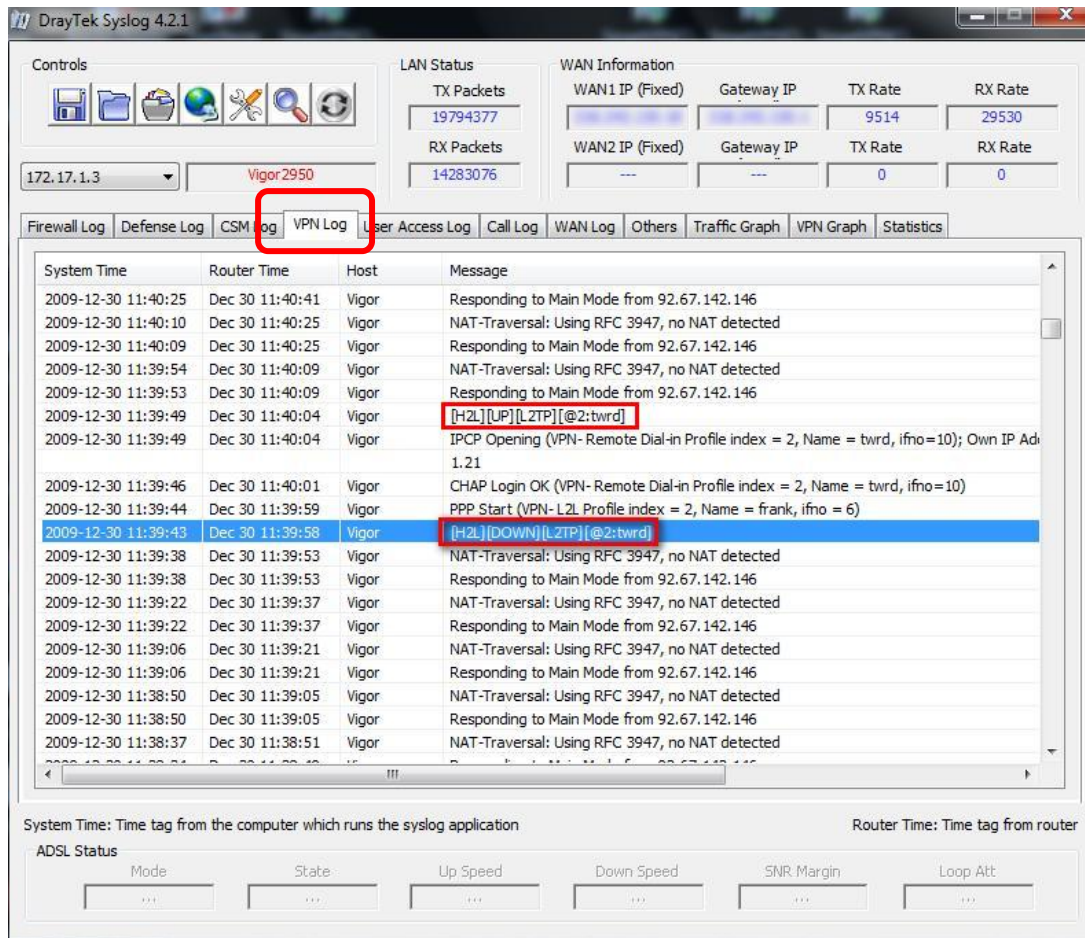 DrayTek Syslog 4.2.1
Controls
LAN Status
WAN Information
TX Packets
WAN1 IP (Fixed) Gateway IP TX Rate RX Rate
19794377 9514 29530
RX Packets
WAN2 IP (Fixed) Gateway IP TX Rate RX Rate
172.17.1.3 Vigor2950 14283076 --- --- 0 0
Firewall Log Defense Log CSM Log VPN Log User Access Log Call Log WAN Log Others Traffic Graph VPN Graph Statistics
System Time Router Time Host Message
2009-12-30 11:40:25 Dec 30 11:40:41 Vigor Responding to Main Mode from 92.67.142.146
2009-12-30 11:40:10 Dec 30 11:40:25 Vigor NAT-Traversal: Using RFC 3947, no NAT detected
2009-12-30 11:40:09 Dec 30 11:40:25 Vigor Responding to Main Mode from 92.67.142.146
2009-12-30 11:39:54 Dec 30 11:40:09 Vigor NAT-Traversal: Using RFC 3947, no NAT detected
2009-12-30 11:39:53 Dec 30 11:40:09 Vigor Responding to Main Mode from 92.67.142.146
2009-12-30 11:39:49 Dec 30 11:40:04 Vigor [H2L][UP][L2TP][@2:twrd]
2009-12-30 11:39:49 Dec 30 11:40:04 Vigor IPCP Opening (VPN- Remote Dial-in Profile index = 2, Name = twrd, ifno=10); Own IP
1.21
2009-12-30 11:39:46 Dec 30 11:40:01 Vigor CHAP Login OK (VPN- Remote Dial-in Profile index = 2, Name = twrd, ifno=10)
2009-12-30 11:39:44 Dec 30 11:39:59 Vigor PPP Start (VPN- L2L Profile index = 2, Name = frank, ifno = 6)
2009-12-30 11:39:43 Dec 30 11:39:58 Vigor [H2L][DOWN][L2TP][@2:twrd]
2009-12-30 11:39:38 Dec 30 11:39:53 Vigor NAT-Traversal: Using RFC 3947, no NAT detected
2009-12-30 11:39:38 Dec 30 11:39:53 Vigor Responding to Main Mode from 92.67.142.146
2009-12-30 11:39:22 Dec 30 11:39:37 Vigor NAT-Traversal: Using RFC 3947, no NAT detected
2009-12-30 11:39:22 Dec 30 11:39:37 Vigor Responding to Main Mode from 92.67.142.146
2009-12-30 11:39:06 Dec 30 11:39:21 Vigor NAT-Traversal: Using RFC 3947, no NAT detected
2009-12-30 11:39:06 Dec 30 11:39:21 Vigor Responding to Main Mode from 92.67.142.146
2009-12-30 11:38:50 Dec 30 11:39:05 Vigor NAT-Traversal: Using RFC 3947, no NAT detected
2009-12-30 11:38:50 Dec 30 11:39:05 Vigor Responding to Main Mode from 92.67.142.146
2009-12-30 11:38:37 Dec 30 11:38:51 Vigor NAT-Traversal: Using RFC 3947, no NAT detected
System Time: Time tag from the computer which runs the syslog application Router Time: Time tag from router
ADSL Status
Mode State Up Speed Down Speed SNR Margin Loop Att
... ... ... ... ... ...